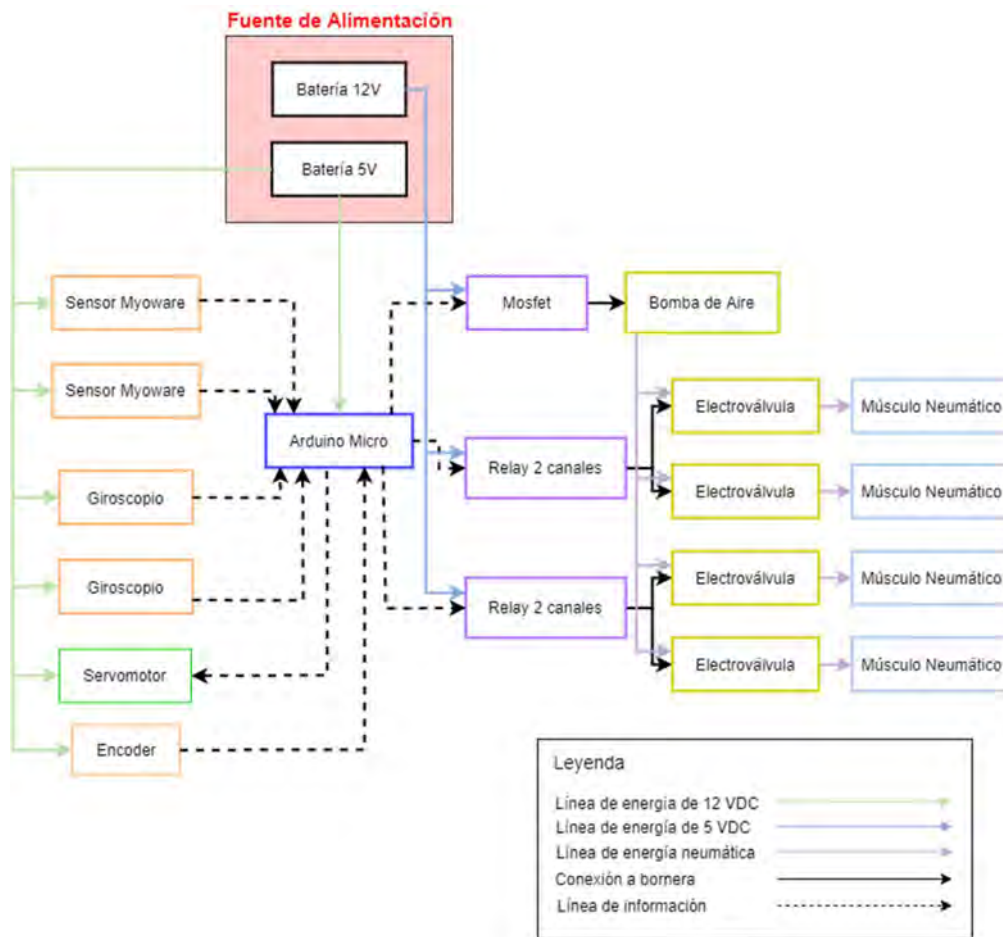 Fuente de Alimentación
Batería 12V
Batería 5V
Sensor Myoware
Mosfet
Bomba de Aire
Sensor Myoware
Electroválvula
Músculo Neumático
Arduino Micro
Relay 2 canales
Giroscopio
Electroválvula
Músculo Neumático
Giroscopio
Relay 2 canales
Electroválvula
Músculo Neumático
Servomotor
Electroválvula
Músculo Neumático
Encoder
Leyenda
Línea de energía de 12 VDC
Línea de energía de 5 VDC
Línea de energía neumática
Conexión a bornera
Línea de información